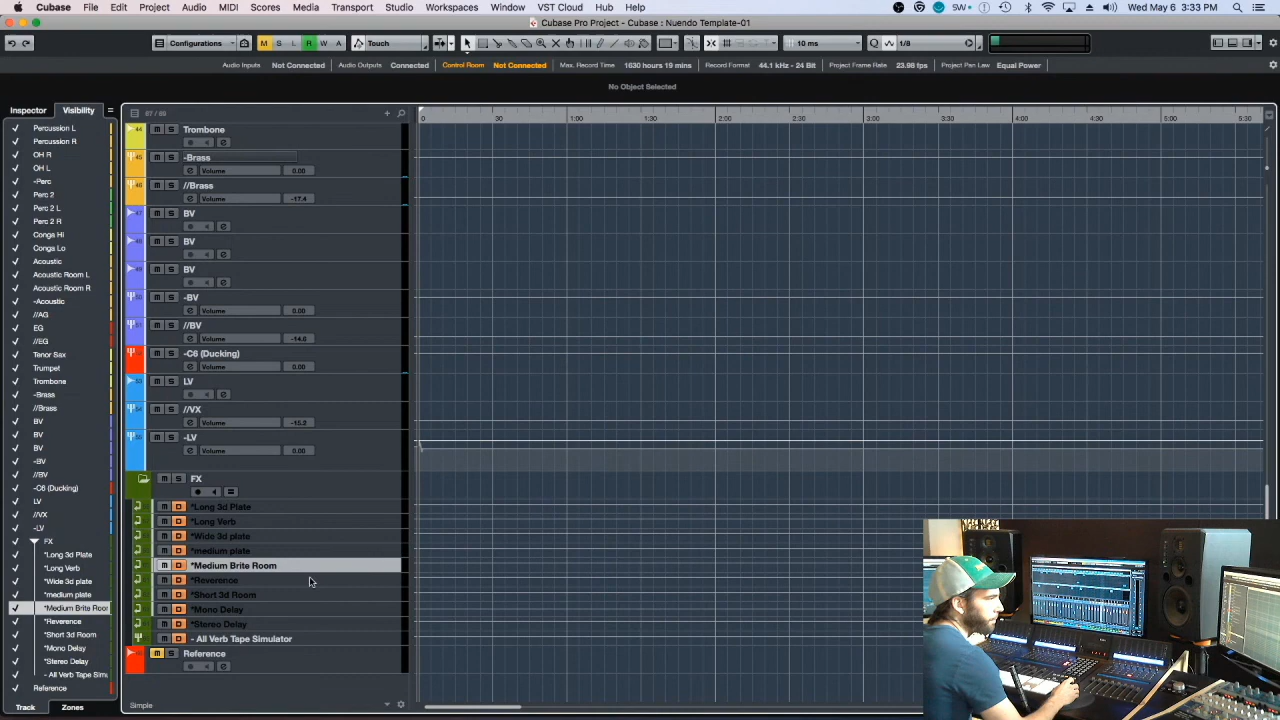 Cubase File Edit Project Audio MIDI Scores Media Transport Studio Workspaces Window VST Cloud Hub Help
SW Wed May 6 3:33 PM
Cubase Pro Project - Cubase : Nuendo Template-01
Configurations M S L R W A Touch 10 ms Q 1/8
Audio Inputs Not Connected Audio Outputs Connected Control Room Not Connected Max. Record Time 1630 hours 19 mins Record Format 44.1 kHz - 24 Bit Project Frame Rate 23.98 fps Project Pan Law Equal Power
No Object Selected
Inspector Visibility
Percussion L
Percussion R
OH R
OH L
-Perc
Perc 2
Perc 2 L
Perc 2 R
Conga Hi
Conga Lo
Acoustic
Acoustic Room L
Acoustic Room R
-Acoustic
//AG
EG
//EG
Tenor Sax
Trumpet
Trombone
-Brass
//Brass
BV
BV
BV
-BV
//BV
-C6 (Ducking)
LV
//VX
-LV
FX
*Long 3d Plate
*Long Verb
*Wide 3d plate
*medium plate
*Medium Brite Roor
*Reverence
*Short 3d Room
*Mono Delay
*Stereo Delay
- All Verb Tape Simu
Reference
Track Zones
0 30 1:00 1:30 2:00 2:30 3:00 3:30 4:00 4:30 5:00 5:30
44 m S Trombone
45 m S -Brass
Volume 0.00
46 m S //Brass
Volume -17.4
47 m S BV
m S BV
m S BV
m S -BV
Volume 0.00
m S //BV
Volume -14.0
m S -C6 (Ducking)
Volume 0.00
m S LV
m S //VX
Volume -15.2
m S -LV
Volume 0.00
m S FX
m D *Long 3d Plate
m D *Long Verb
m D *Wide 3d plate
m D *medium plate
m D *Medium Brite Room
m D *Reverence
m D *Short 3d Room
m D *Mono Delay
m D *Stereo Delay
m S - All Verb Tape Simulator
m S Reference
Simple